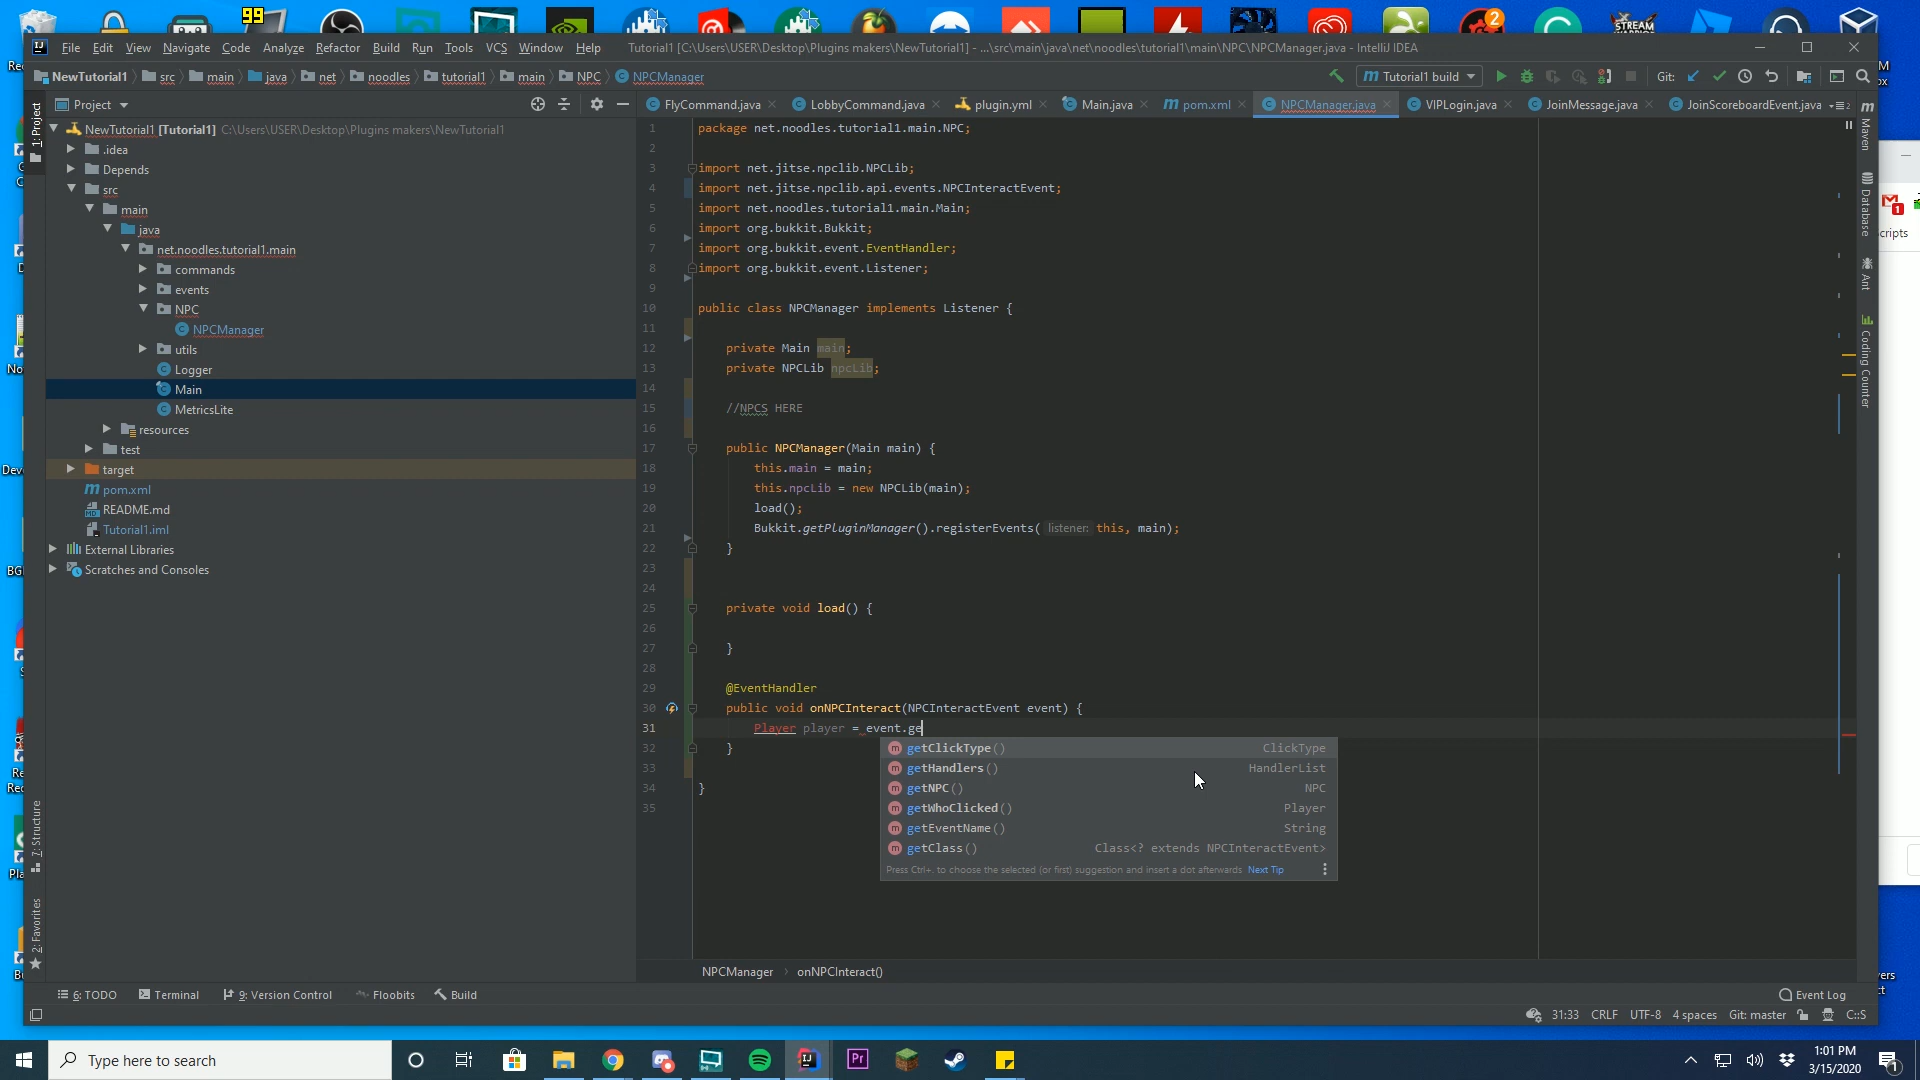 99
2
File Edit View Navigate Code Analyze Refactor Build Run Tools VCS Window Help Tutorial1 [C:\Users\USER\Desktop\Plugins makers\NewTutorial1] - ...\src\main\java\net\noodles\tutorial1\main\NPC\NPCManager.java - IntelliJ IDEA
NewTutorial1 src main java net noodles tutorial1 main NPC NPCManager Tutorial1 build Git:
Project FlyCommand.java LobbyCommand.java plugin.yml Main.java pom.xml NPCManager.java VIPLogin.java JoinMessage.java JoinScoreboardEvent.java
1: Project
NewTutorial1 [Tutorial1] C:\Users\USER\Desktop\Plugins makers\NewTutorial1
.idea
Depends
src
main
java
net.noodles.tutorial1.main
commands
events
NPC
NPCManager
utils
Logger
Main
MetricsLite
resources
test
target
pom.xml
README.md
Tutorial1.iml
External Libraries
Scratches and Consoles
1 package net.noodles.tutorial1.main.NPC;
2
3 import net.jitse.npclib.NPCLib;
4 import net.jitse.npclib.api.events.NPCInteractEvent;
5 import net.noodles.tutorial1.main.Main;
6 import org.bukkit.Bukkit;
7 import org.bukkit.event.EventHandler;
8 import org.bukkit.event.Listener;
9
10 public class NPCManager implements Listener {
11
12 private Main main;
13 private NPCLib npcLib;
14
15 //NPCS HERE
16
17 public NPCManager(Main main) {
18 this.main = main;
19 this.npcLib = new NPCLib(main);
20 load();
21 Bukkit.getPluginManager().registerEvents( listener: this, main);
22 }
23
24
25 private void load() {
26
27 }
28
29 @EventHandler
30 public void onNPCInteract(NPCInteractEvent event) {
31 Player player = event.ge
32 }
33
34 }
35
getClickType() ClickType
getHandlers() HandlerList
getNPC() NPC
getWhoClicked() Player
getEventName() String
getClass() Class<? extends NPCInteractEvent>
Press Ctrl+. to choose the selected (or first) suggestion and insert a dot afterwards Next Tip
Maven
Database
Ant
Coding Counter
7: Structure
2: Favorites
NPCManager onNPCInteract()
6: TODO Terminal 9: Version Control Floobits Build Event Log
31:33 CRLF UTF-8 4 spaces Git: master C::S
Type here to search
1:01 PM
3/15/2020
1